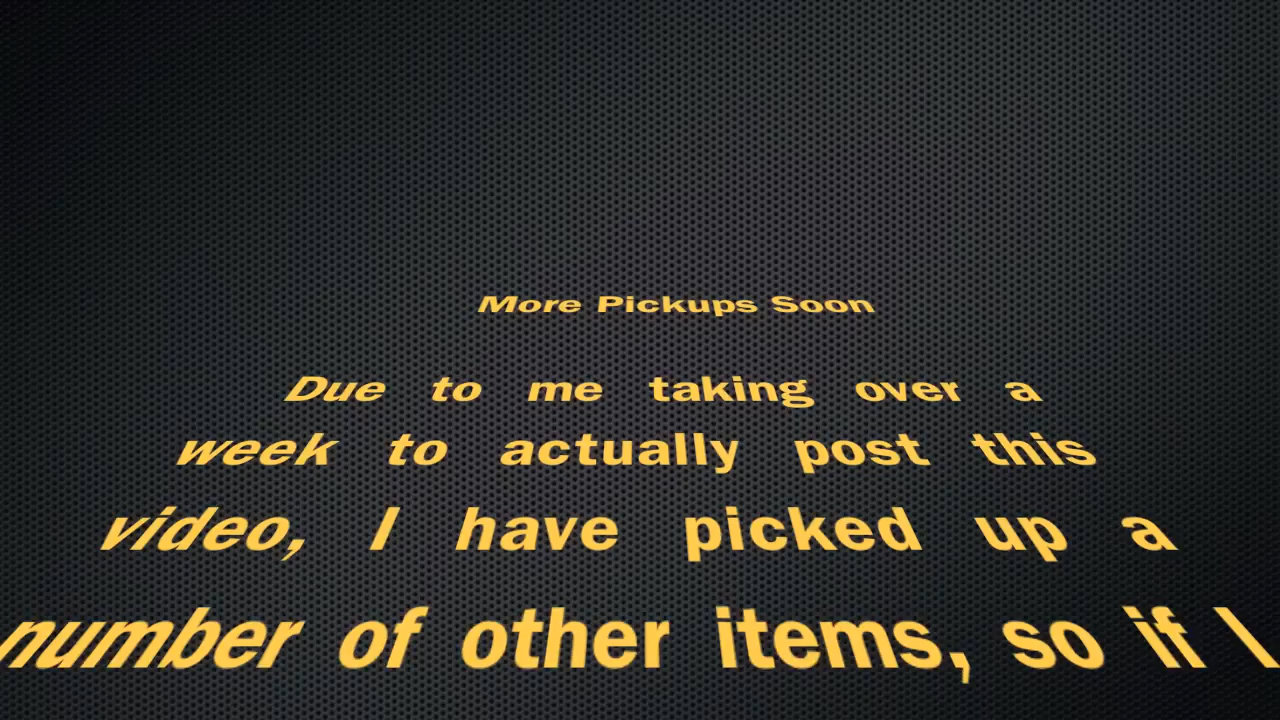 More Pickups Soon
Due to me taking over a
week to actually post this
video, I have picked up a
number of other items, so if I